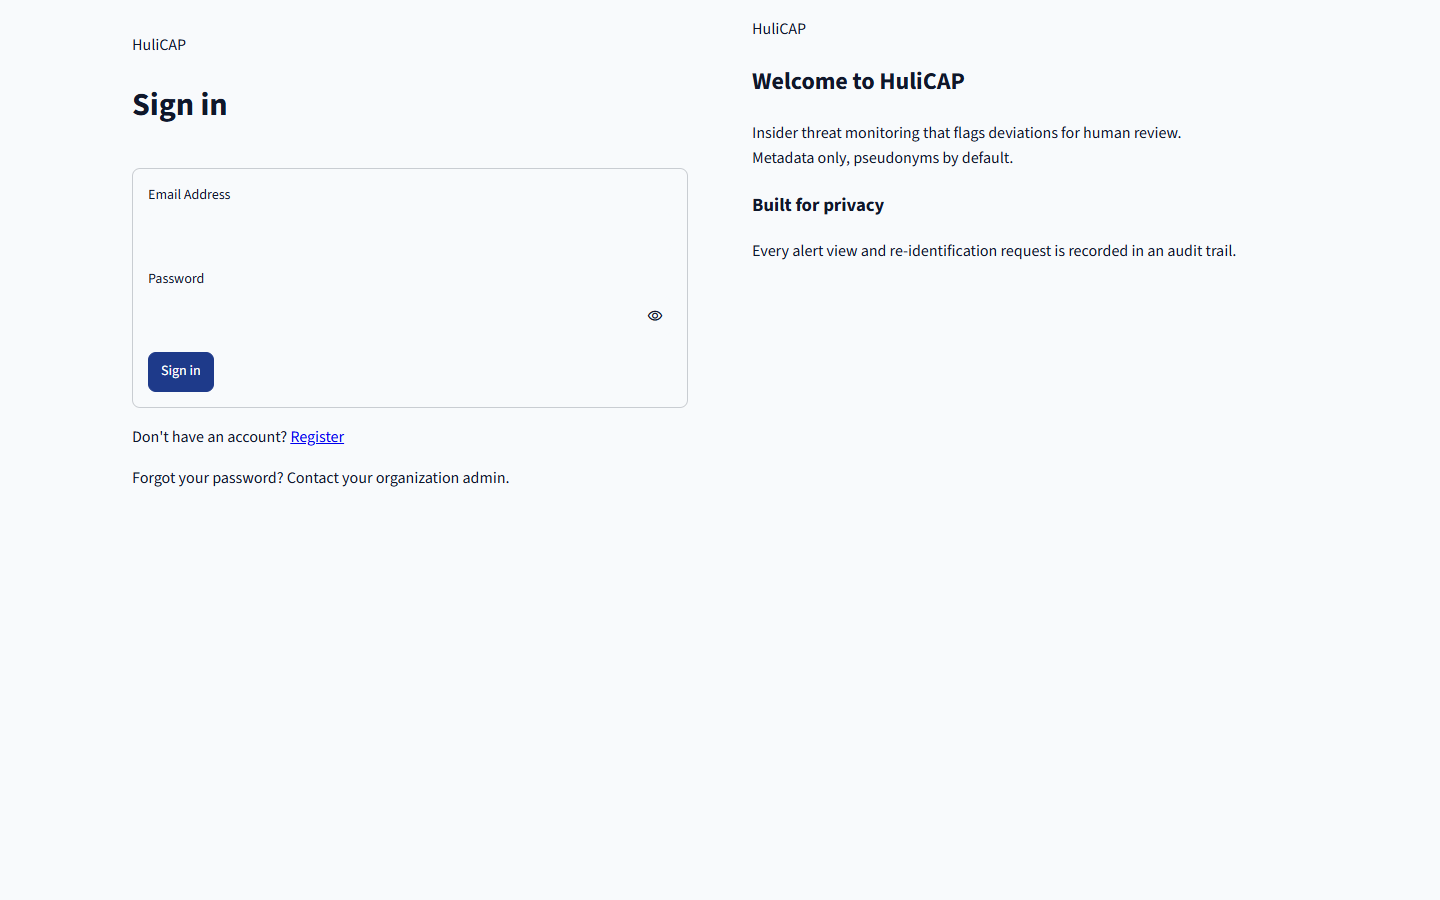 HuliCAP
Sign in
Email Address
Password
Sign in
Don't have an account? Register
Forgot your password? Contact your organization admin.
HuliCAP
Welcome to HuliCAP
Insider threat monitoring that flags deviations for human review.
Metadata only, pseudonyms by default.
Built for privacy
Every alert view and re-identification request is recorded in an audit trail.